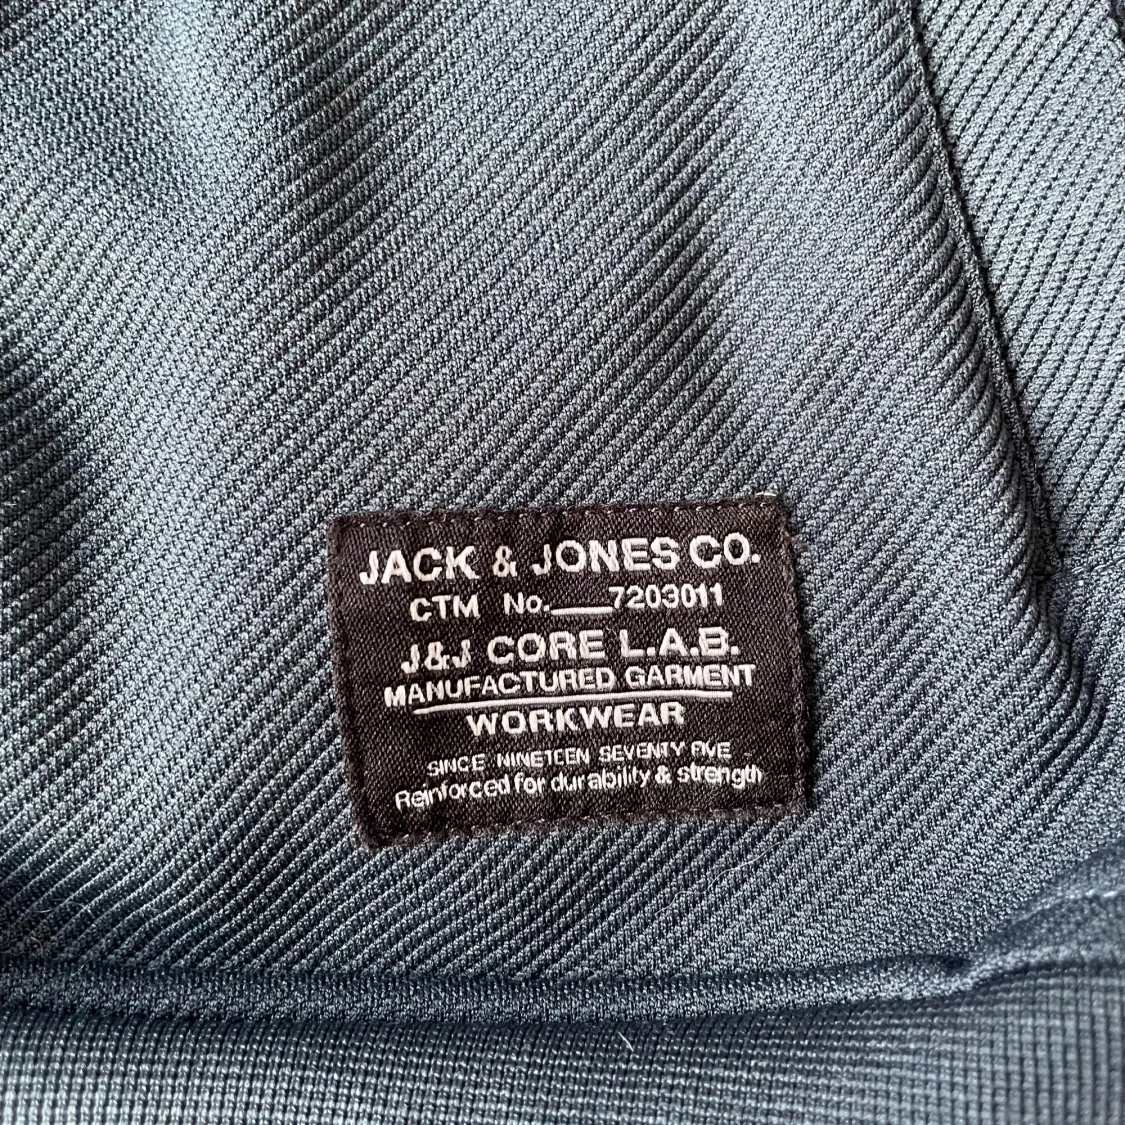 JACK & JONES CO.
CTM No.___7203011
J&J CORE L.A.B.
MANUFACTURED GARMENT
WORKWEAR
SINCE NINETEEN SEVENTY FIVE
Reinforced for durability & strength